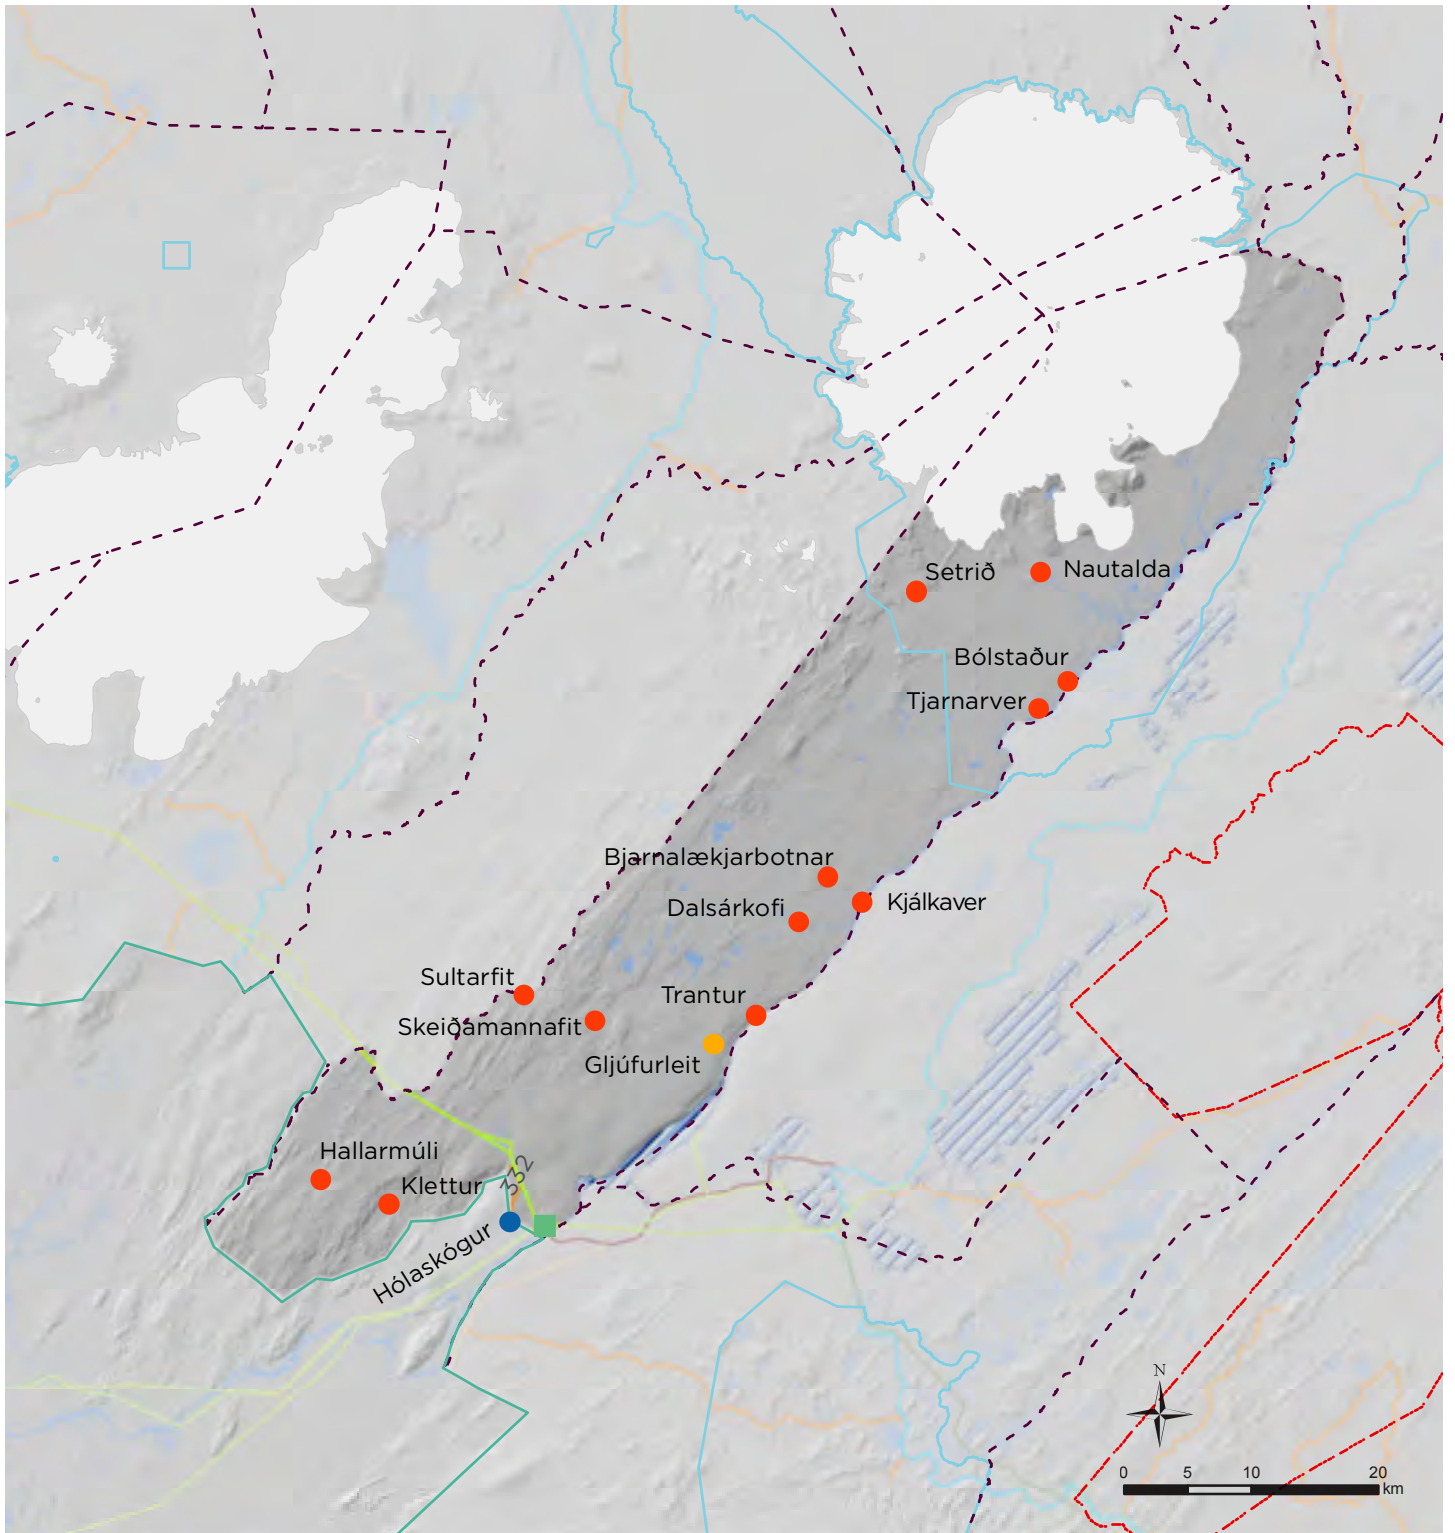 Setrið
Nautalda
Bólstaður
Tjarnarver
Bjarnalækjarbotnar
Kjálkaver
Dalsárkofi
Sultarfit
Trantur
Skeiðamannafit
Gljúfurleit
Hallarmúli
Klettur
332
Hólaskógur
N
0 5 10 20
km